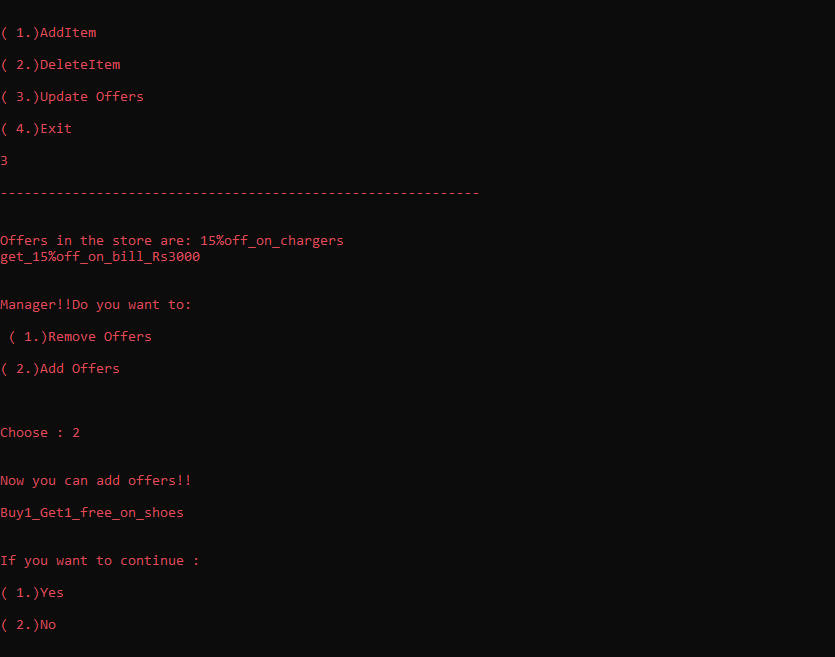 ( 1.)AddItem
( 2.)DeleteItem
( 3.)Update Offers
( 4.)Exit
3
------------------------------------------------------------
Offers in the store are: 15%off_on_chargers
get_15%off_on_bill_Rs3000
Manager!!Do you want to:
( 1.)Remove Offers
( 2.)Add Offers
Choose : 2
Now you can add offers!!
Buy1_Get1_free_on_shoes
If you want to continue :
( 1.)Yes
( 2.)No